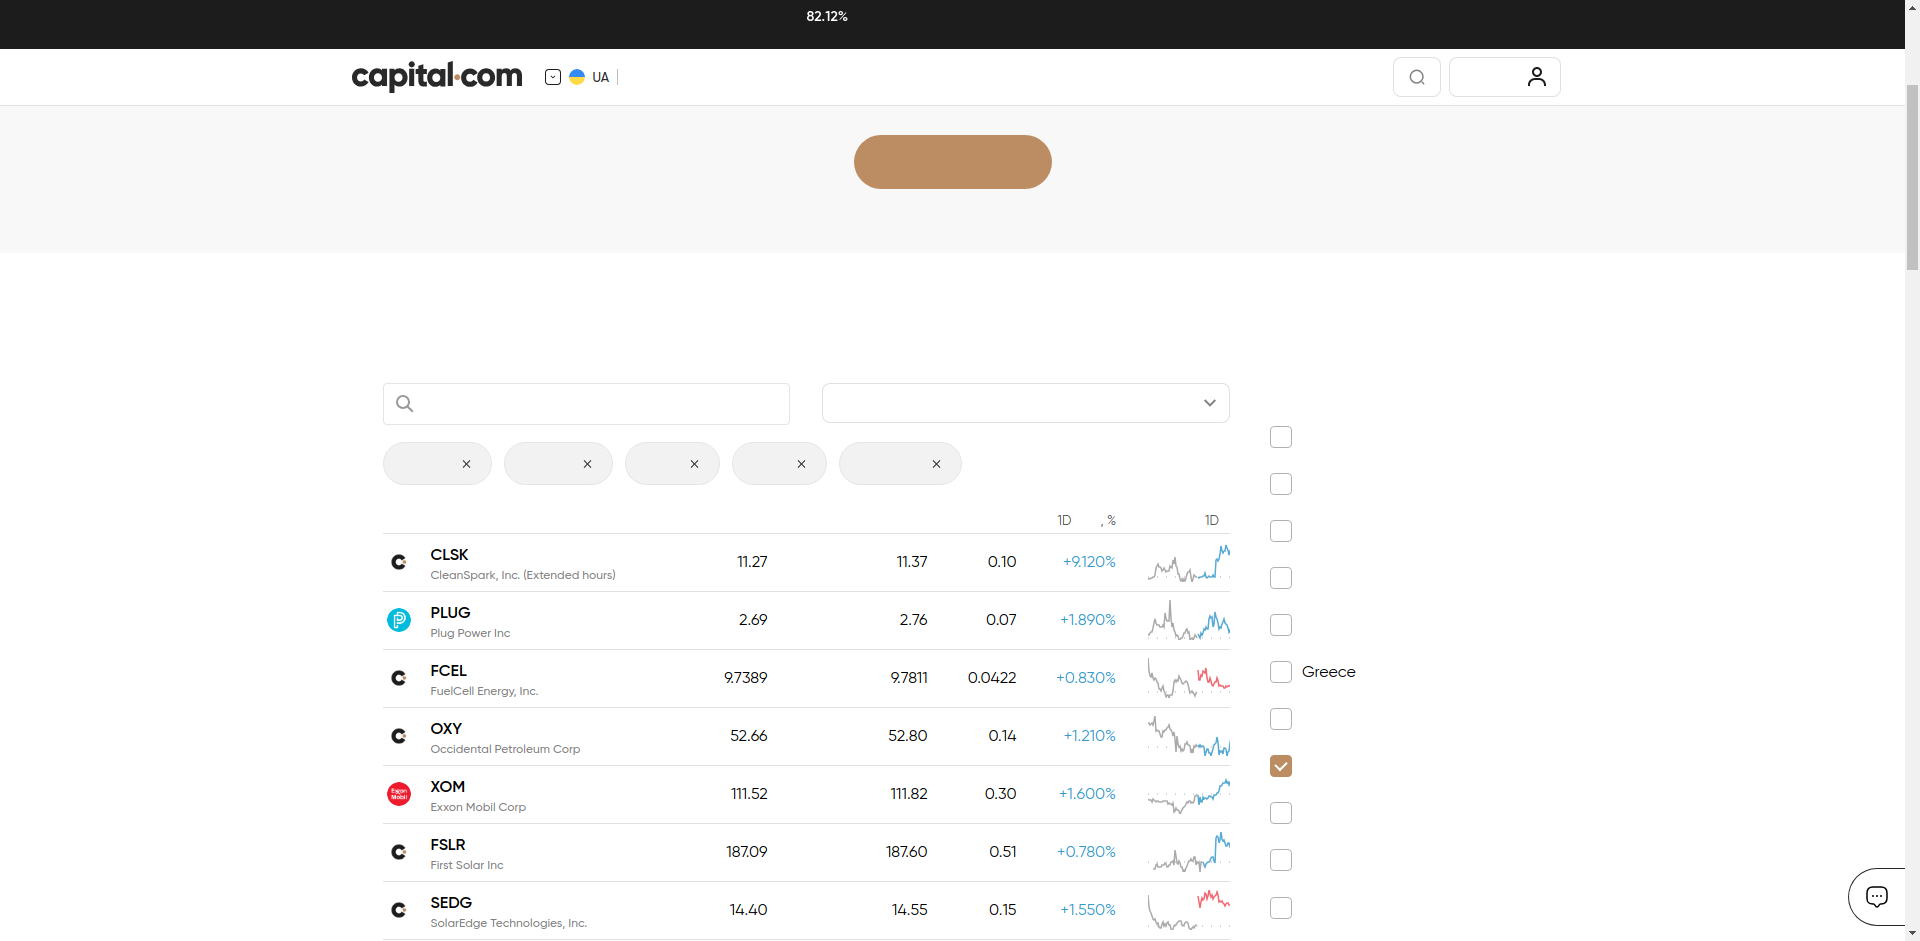 82.12%
capital.com
UA
1D , % 1D
CLSK 11.27 11.37 0.10 +9.120%
CleanSpark, Inc. (Extended hours)
PLUG 2.69 2.76 0.07 +1.890%
Plug Power Inc
FCEL 9.7389 9.7811 0.0422 +0.830%
FuelCell Energy, Inc.
Greece
OXY 52.66 52.80 0.14 +1.210%
Occidental Petroleum Corp
Exxon Mobil
XOM 111.52 111.82 0.30 +1.600%
Exxon Mobil Corp
FSLR 187.09 187.60 0.51 +0.780%
First Solar Inc
SEDG 14.40 14.55 0.15 +1.550%
SolarEdge Technologies, Inc.